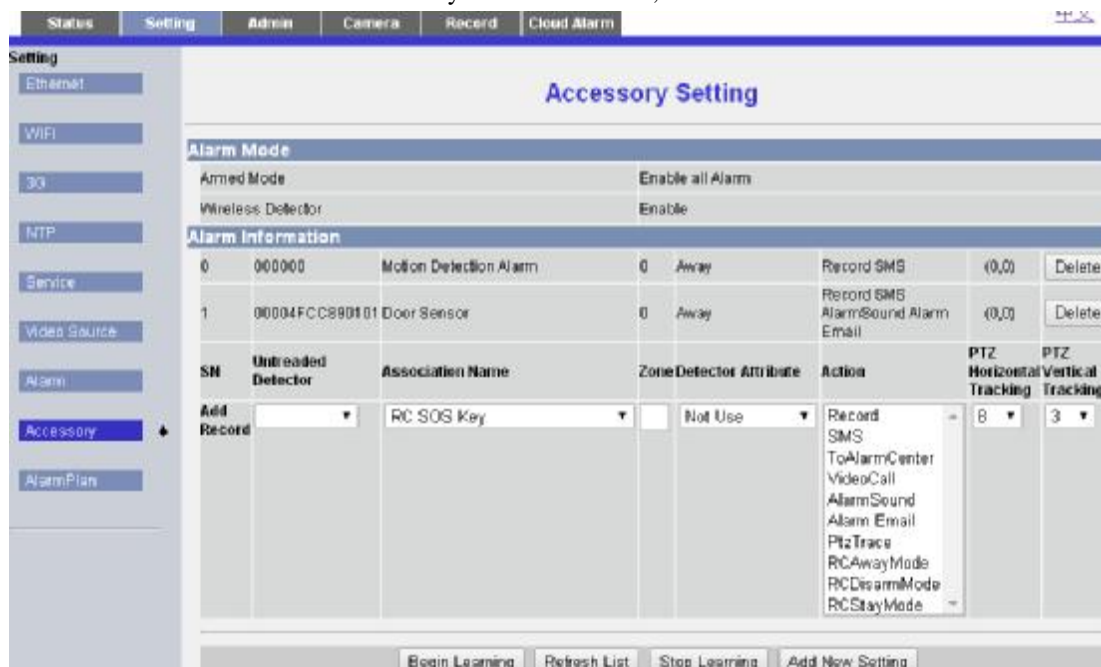 Status Setting Admin Camera Record Cloud Alarm 中文
Setting
Ethernet
WIFI
3G
NTP
Service
Video Source
Alarm
Accessory
AlarmPlan
Accessory Setting
Alarm Mode
Armed Mode Enable all Alarm
Wireless Detector Enable
Alarm Information
0 000000 Motion Detection Alarm 0 Away Record SMS (0,0) Delete
1 00004FCC890101 Door Sensor 0 Away Record SMS AlarmSound Alarm Email (0,0) Delete
SN Untreaded Detector Association Name Zone Detector Attribute Action PTZ Horizontal Tracking PTZ Vertical Tracking
Add Record RC SOS Key Not Use 8 3
Record
SMS
ToAlarmCenter
VideoCall
AlarmSound
Alarm Email
PtzTrace
RCAwayMode
RCDisarmMode
RCStayMode
Begin Learning Refresh List Stop Learning Add New Setting